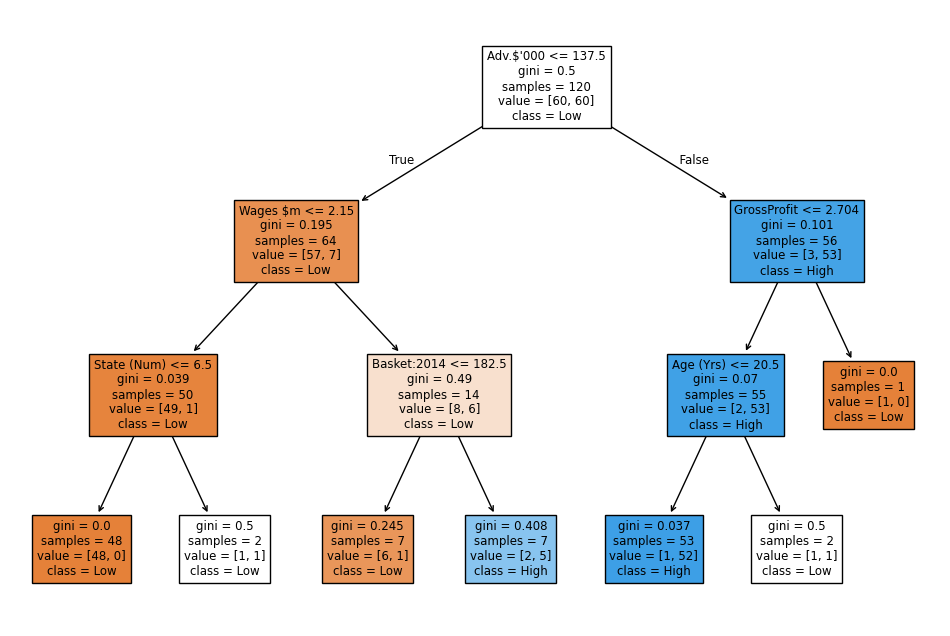 Adv.$'000 <= 137.5
gini = 0.5
samples = 120
value = [60, 60]
class = Low
True
False
Wages $m <= 2.15
gini = 0.195
samples = 64
value = [57, 7]
class = Low
GrossProfit <= 2.704
gini = 0.101
samples = 56
value = [3, 53]
class = High
State (Num) <= 6.5
gini = 0.039
samples = 50
value = [49, 1]
class = Low
Basket:2014 <= 182.5
gini = 0.49
samples = 14
value = [8, 6]
class = Low
Age (Yrs) <= 20.5
gini = 0.07
samples = 55
value = [2, 53]
class = High
gini = 0.0
samples = 1
value = [1, 0]
class = Low
gini = 0.0
samples = 48
value = [48, 0]
class = Low
gini = 0.5
samples = 2
value = [1, 1]
class = Low
gini = 0.245
samples = 7
value = [6, 1]
class = Low
gini = 0.408
samples = 7
value = [2, 5]
class = High
gini = 0.037
samples = 53
value = [1, 52]
class = High
gini = 0.5
samples = 2
value = [1, 1]
class = Low